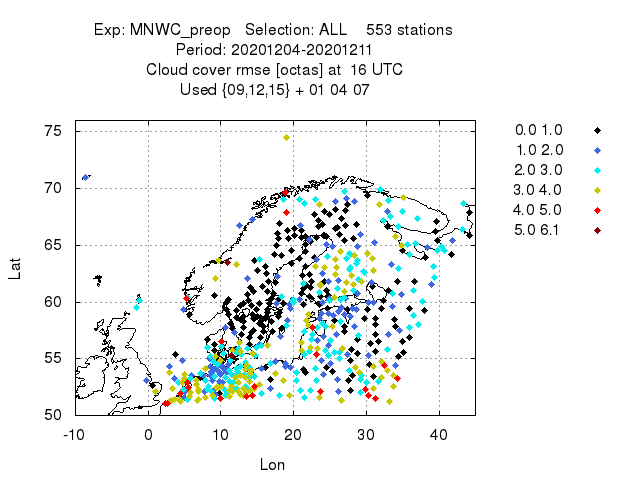 Exp: MNWC_preop   Selection: ALL    553 stations
Period: 20201204-20201211
Cloud cover rmse [octas] at  16 UTC
Used {09,12,15} + 01 04 07
0.0 1.0
1.0 2.0
2.0 3.0
3.0 4.0
4.0 5.0
5.0 6.1
75
70
65
60
55
50
Lat
-10 0 10 20 30 40
Lon